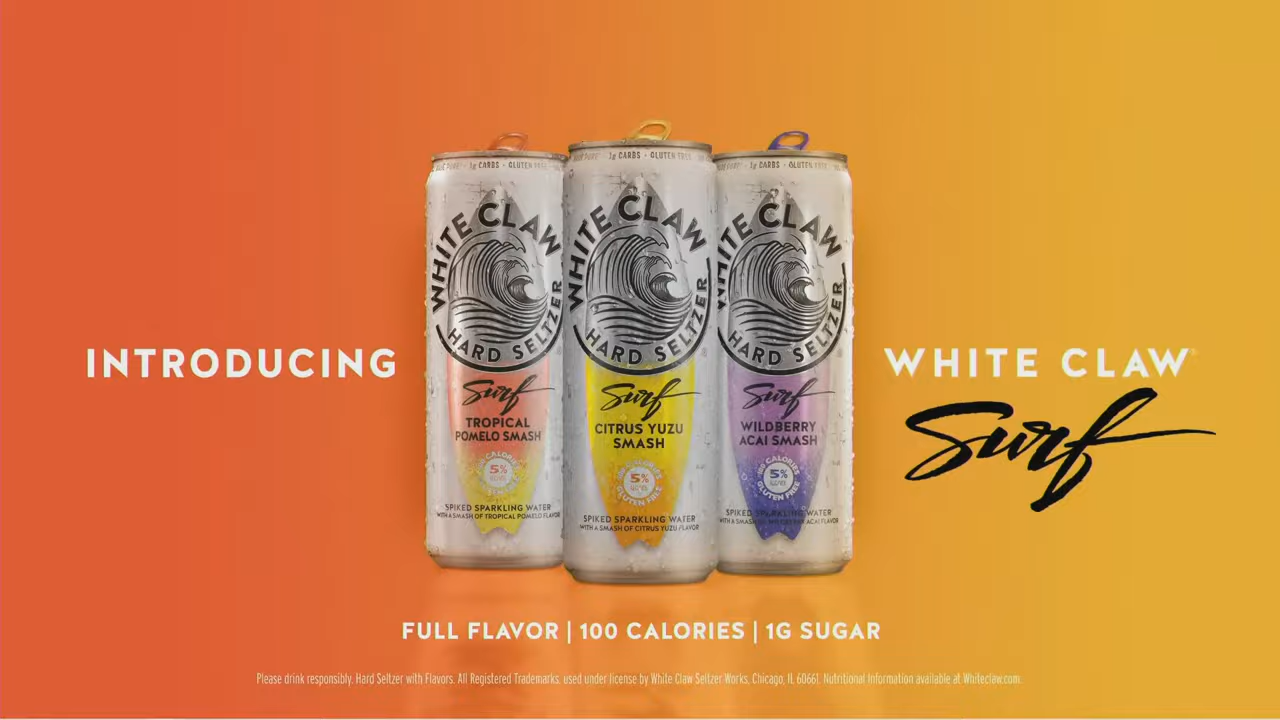 INTRODUCING
WHITE CLAW
Surf
1g CARBS · GLUTEN
WHITE CLAW
HARD SELTZER
Surf
TROPICAL
POMELO SMASH
5%
SPIKED SPARKLING WATER
WITH A SMASH OF TROPICAL POMELO FLAVOR
1g CARBS · GLUTEN FREE
WHITE CLAW
HARD SELTZER
Surf
CITRUS YUZU
SMASH
5%
GLUTEN FREE
SPIKED SPARKLING WATER
WITH A SMASH OF CITRUS YUZU FLAVOR
1g CARBS · GLUTEN FREE
WHITE CLAW
HARD SELTZER
Surf
WILDBERRY
ACAI SMASH
CALORIES
5%
GLUTEN FREE
SPIKED SPARKLING WATER
FULL FLAVOR | 100 CALORIES | 1G SUGAR
Please drink responsibly. Hard Seltzer with Flavors. All Registered Trademarks, used under license by White Claw Seltzer Works, Chicago, IL 60661. Nutritional Information available at Whiteclaw.com.